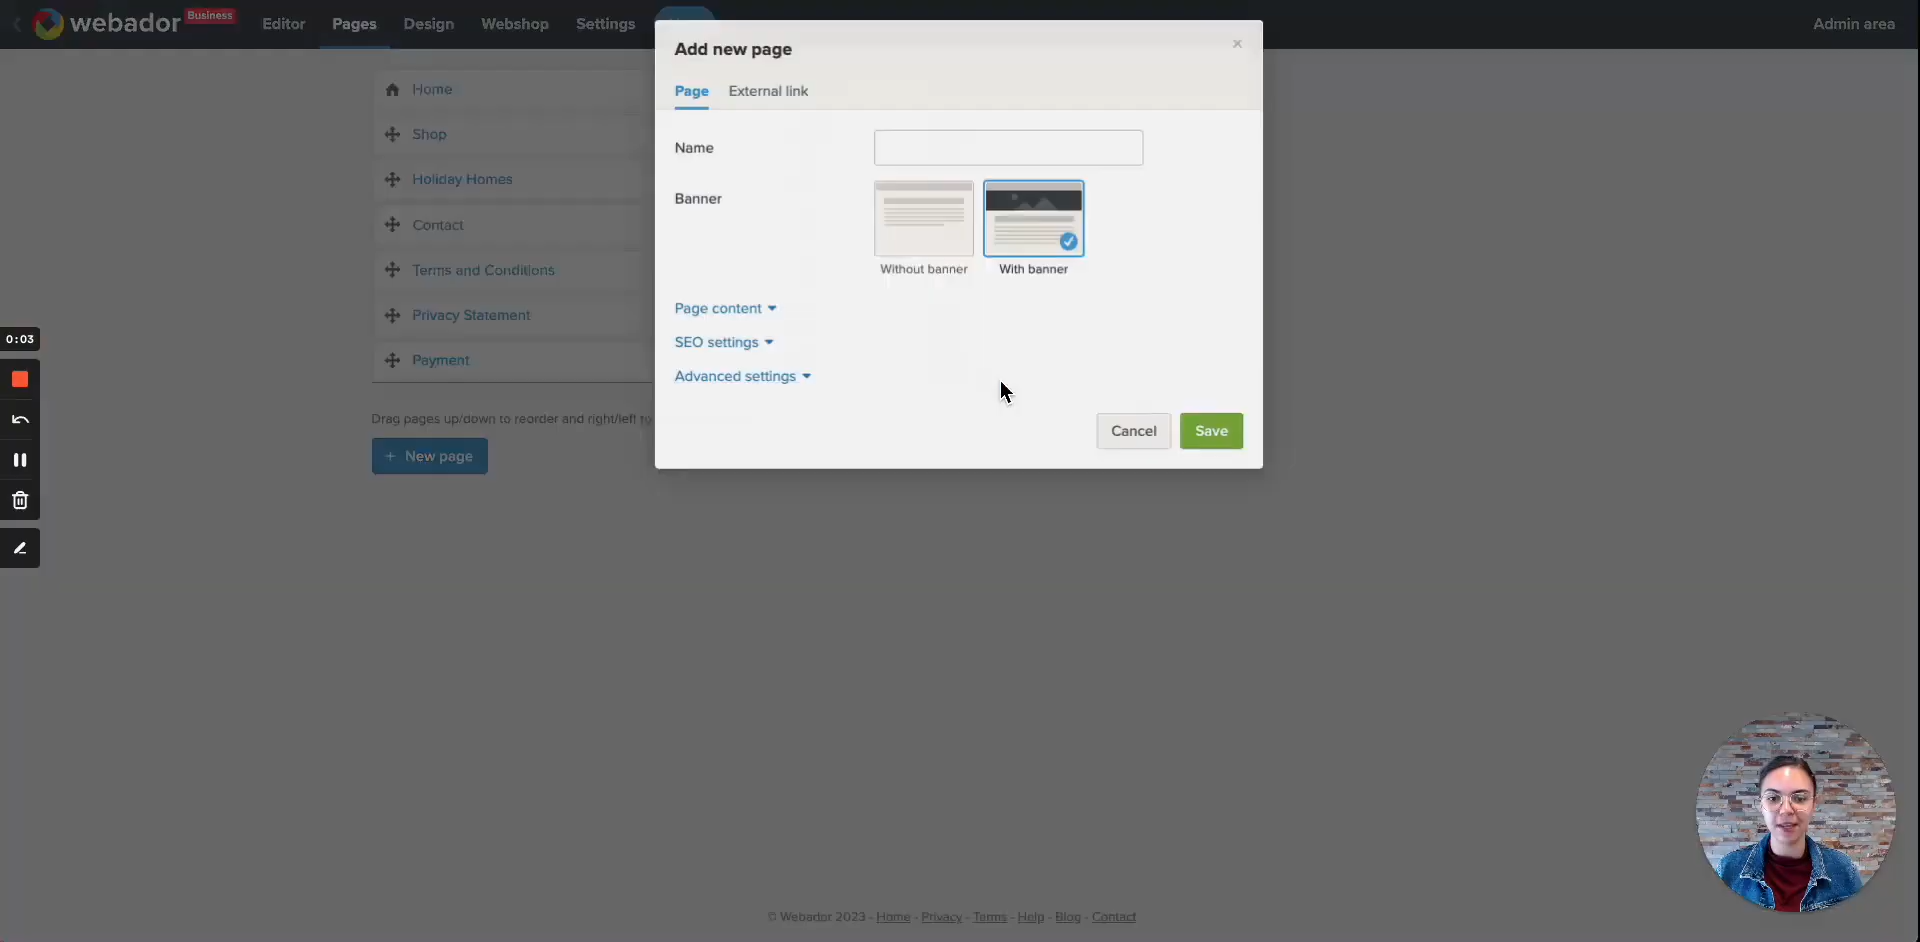 webador Business Editor Pages Design Webshop Settings Admin area
Add new page
Page External link
Name
Banner
Without banner With banner
Page content
SEO settings
Advanced settings
Cancel Save
Home
Shop
Holiday Homes
Contact
Terms and Conditions
Privacy Statement
Payment
Drag pages up/down to reorder and right/left to
+ New page
0:03
© Webador 2023 - Home - Privacy - Terms - Help - Blog - Contact